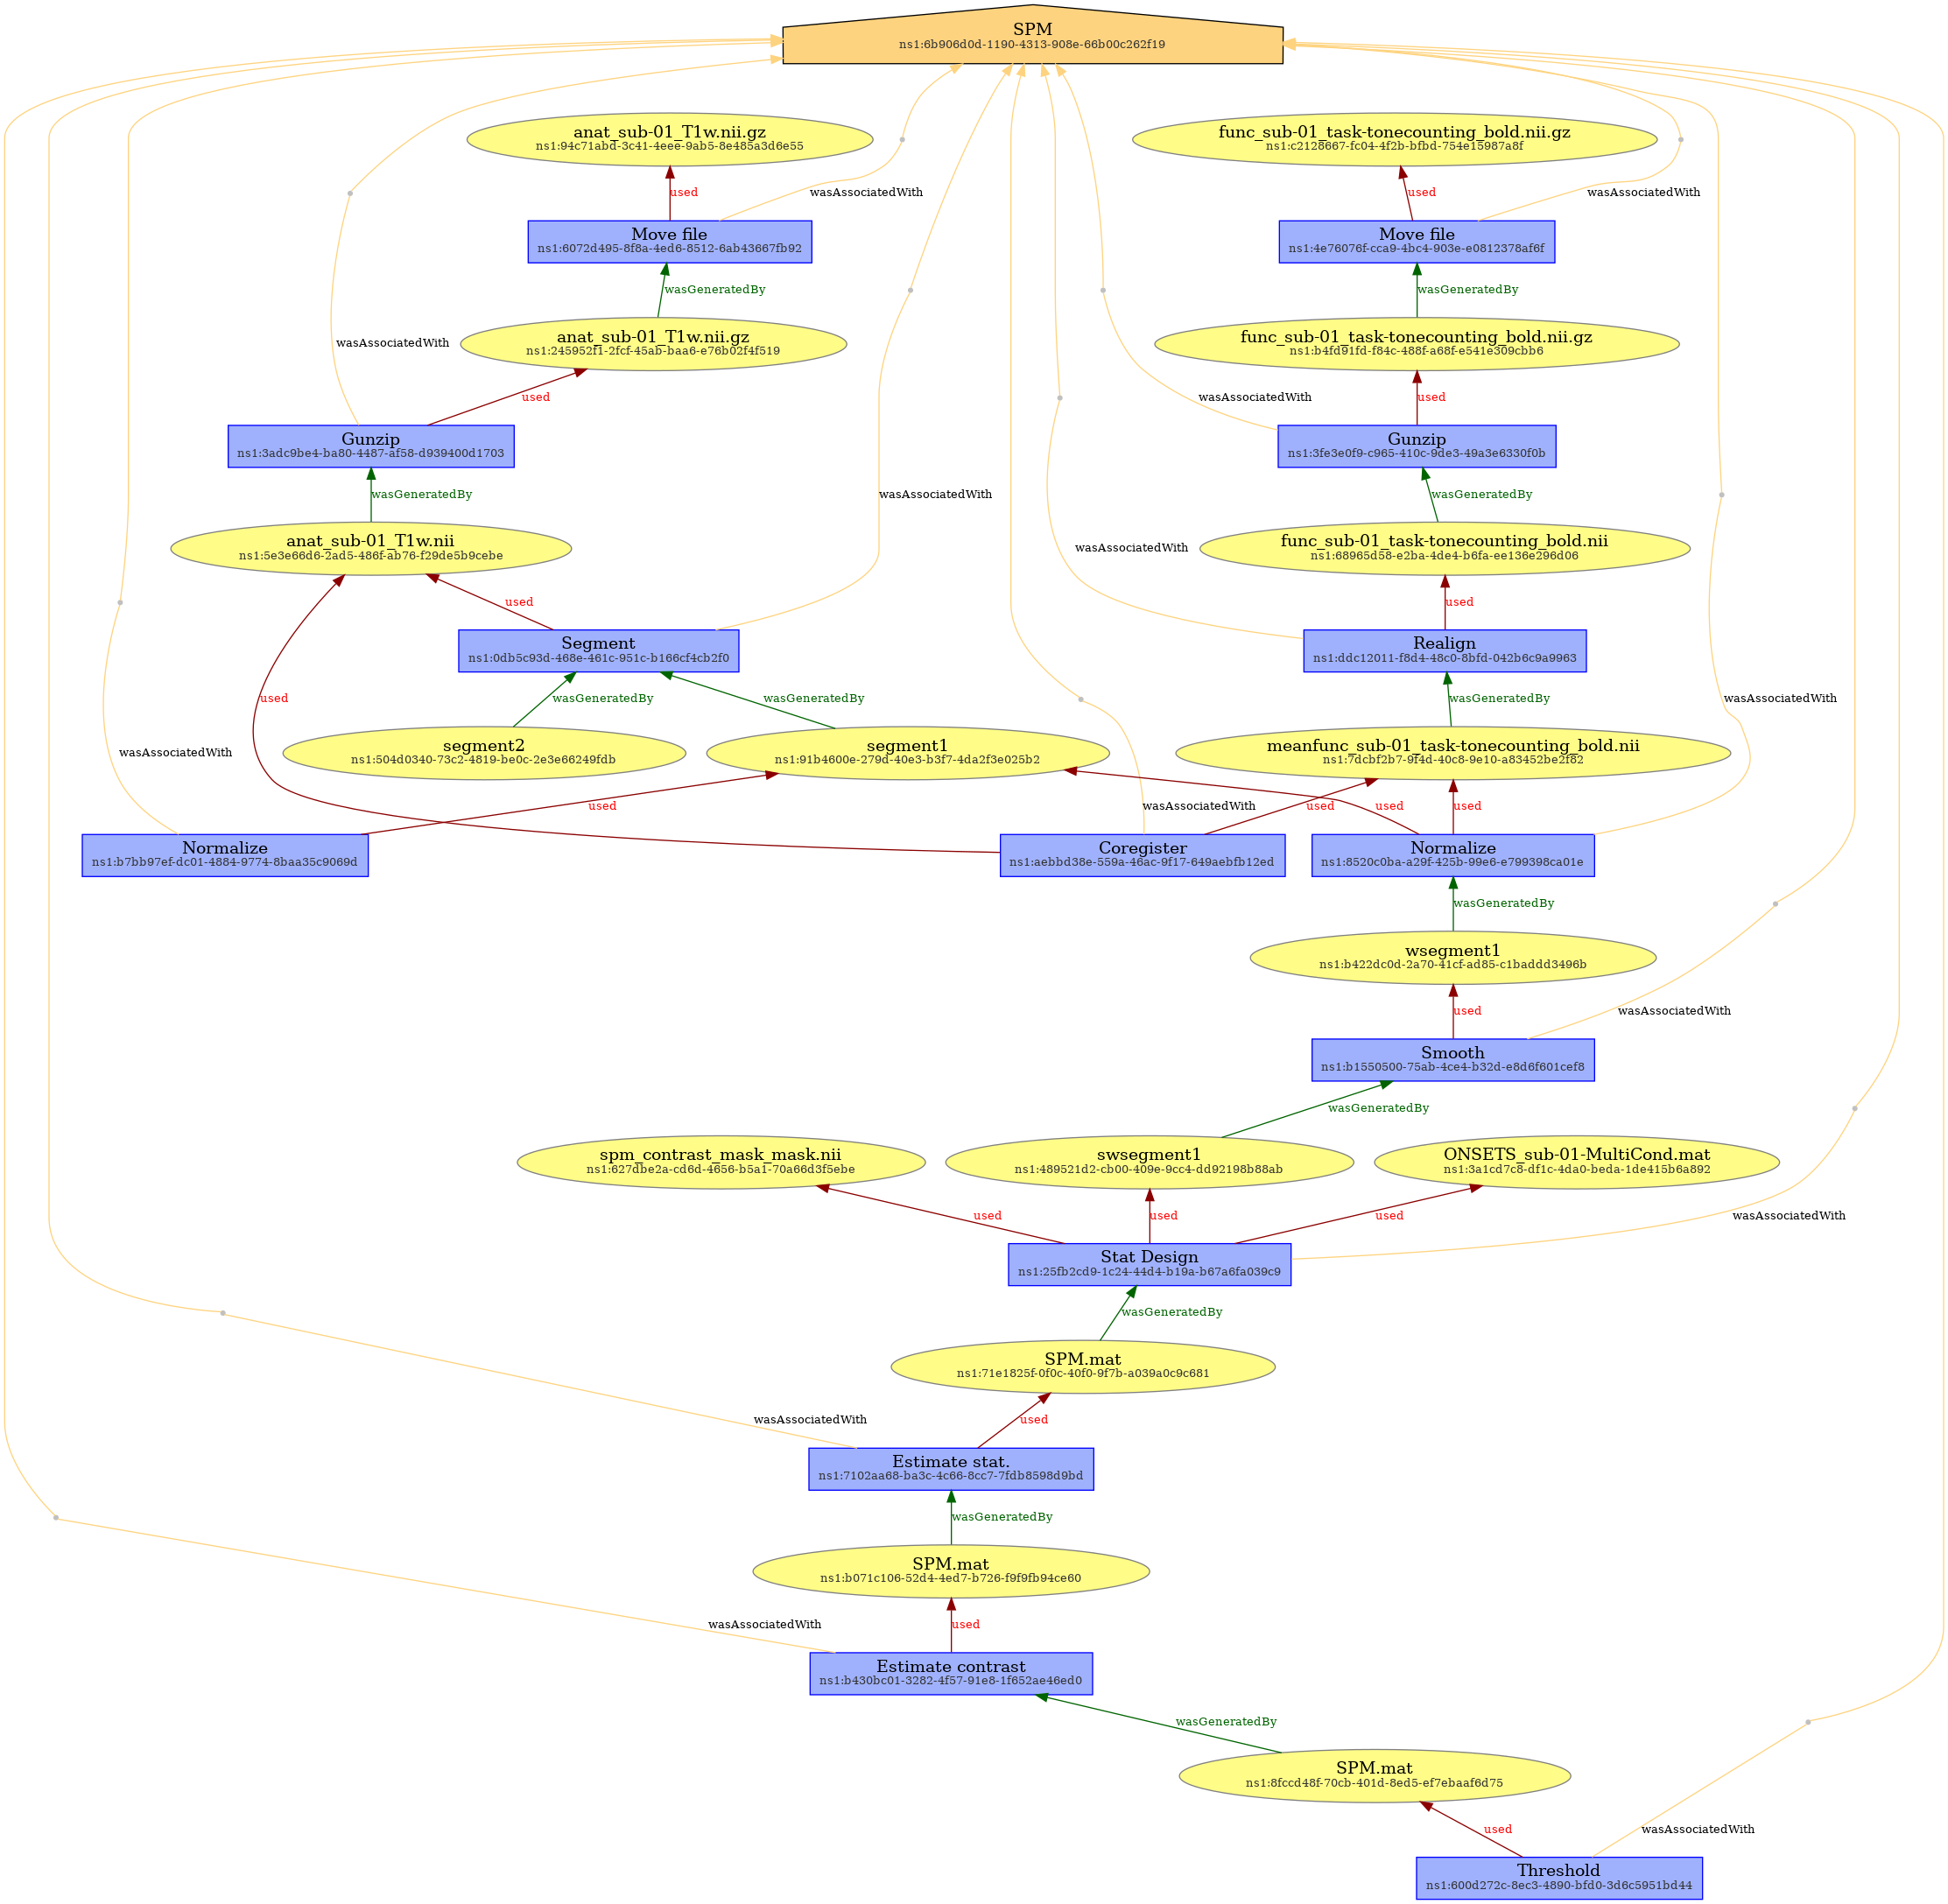 SPM
ns1:6b906d0d-1190-4313-908e-66b00c262f19
anat_sub-01_T1w.nii.gz
ns1:94c71abd-3c41-4eee-9ab5-8e485a3d6e55
func_sub-01_task-tonecounting_bold.nii.gz
ns1:c2128667-fc04-4f2b-bfbd-754e15987a8f
used
wasAssociatedWith
used
wasAssociatedWith
Move file
ns1:6072d495-8f8a-4ed6-8512-6ab43667fb92
Move file
ns1:4e76076f-cca9-4bc4-903e-e0812378af6f
wasGeneratedBy
wasGeneratedBy
wasAssociatedWith
anat_sub-01_T1w.nii.gz
ns1:245952f1-2fcf-45ab-baa6-e76b02f4f519
func_sub-01_task-tonecounting_bold.nii.gz
ns1:b4fd91fd-f84c-488f-a68f-e541e309cbb6
used
wasAssociatedWith
used
Gunzip
ns1:3adc9be4-ba80-4487-af58-d939400d1703
Gunzip
ns1:3fe3e0f9-c965-410c-9de3-49a3e6330f0b
wasGeneratedBy
wasAssociatedWith
wasGeneratedBy
anat_sub-01_T1w.nii
ns1:5e3e66d6-2ad5-486f-ab76-f29de5b9cebe
wasAssociatedWith
func_sub-01_task-tonecounting_bold.nii
ns1:68965d58-e2ba-4de4-b6fa-ee136e296d06
used
used
Segment
ns1:0db5c93d-468e-461c-951c-b166cf4cb2f0
Realign
ns1:ddc12011-f8d4-48c0-8bfd-042b6c9a9963
used
wasGeneratedBy
wasGeneratedBy
wasGeneratedBy
wasAssociatedWith
wasAssociatedWith
segment2
ns1:504d0340-73c2-4819-be0c-2e3e66249fdb
segment1
ns1:91b4600e-279d-40e3-b3f7-4da2f3e025b2
meanfunc_sub-01_task-tonecounting_bold.nii
ns1:7dcbf2b7-9f4d-40c8-9e10-a83452be2f82
used
wasAssociatedWith
used
used
used
Normalize
ns1:b7bb97ef-dc01-4884-9774-8baa35c9069d
Coregister
ns1:aebbd38e-559a-46ac-9f17-649aebfb12ed
Normalize
ns1:8520c0ba-a29f-425b-99e6-e799398ca01e
wasGeneratedBy
wsegment1
ns1:b422dc0d-2a70-41cf-ad85-c1baddd3496b
used
wasAssociatedWith
Smooth
ns1:b1550500-75ab-4ce4-b32d-e8d6f601cef8
wasGeneratedBy
spm_contrast_mask_mask.nii
ns1:627dbe2a-cd6d-4656-b5a1-70a66d3f5ebe
swsegment1
ns1:489521d2-cb00-409e-9cc4-dd92198b88ab
ONSETS_sub-01-MultiCond.mat
ns1:3a1cd7c8-df1c-4da0-beda-1de415b6a892
used
used
used
wasAssociatedWith
Stat Design
ns1:25fb2cd9-1c24-44d4-b19a-b67a6fa039c9
wasGeneratedBy
SPM.mat
ns1:71e1825f-0f0c-40f0-9f7b-a039a0c9c681
wasAssociatedWith
used
Estimate stat.
ns1:7102aa68-ba3c-4c66-8cc7-7fdb8598d9bd
wasGeneratedBy
SPM.mat
ns1:b071c106-52d4-4ed7-b726-f9f9fb94ce60
wasAssociatedWith
used
Estimate contrast
ns1:b430bc01-3282-4f57-91e8-1f652ae46ed0
wasGeneratedBy
SPM.mat
ns1:8fccd48f-70cb-401d-8ed5-ef7ebaaf6d75
used
wasAssociatedWith
Threshold
ns1:600d272c-8ec3-4890-bfd0-3d6c5951bd44